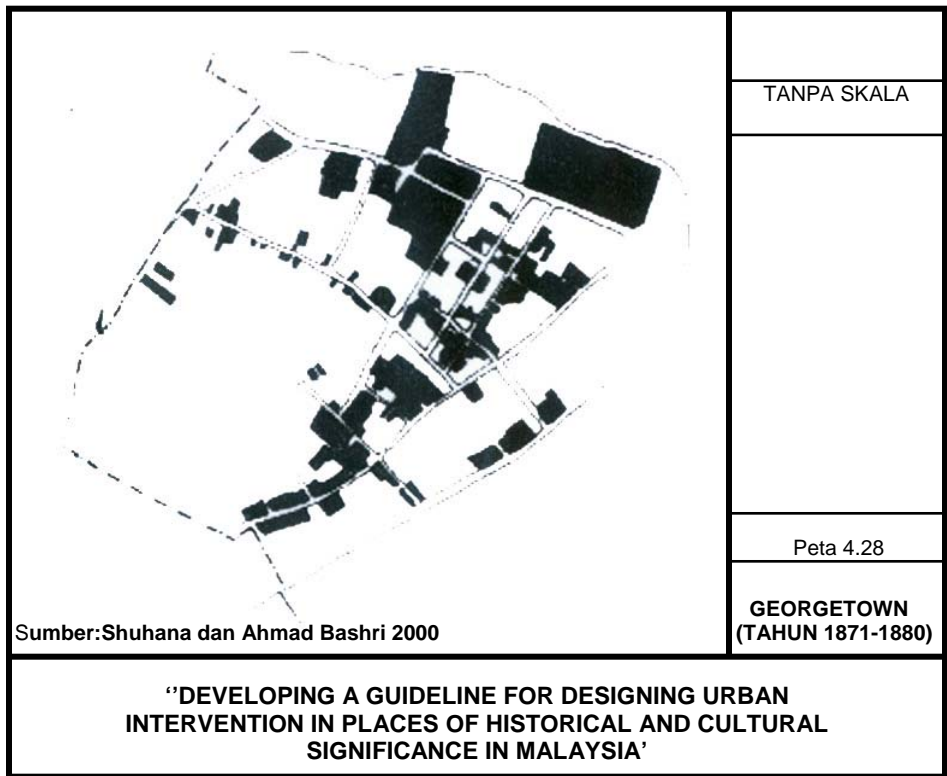 TANPA SKALA
Peta 4.28
GEORGETOWN
(TAHUN 1871-1880)
Sumber:Shuhana dan Ahmad Bashri 2000
‘’DEVELOPING A GUIDELINE FOR DESIGNING URBAN
INTERVENTION IN PLACES OF HISTORICAL AND CULTURAL
SIGNIFICANCE IN MALAYSIA’